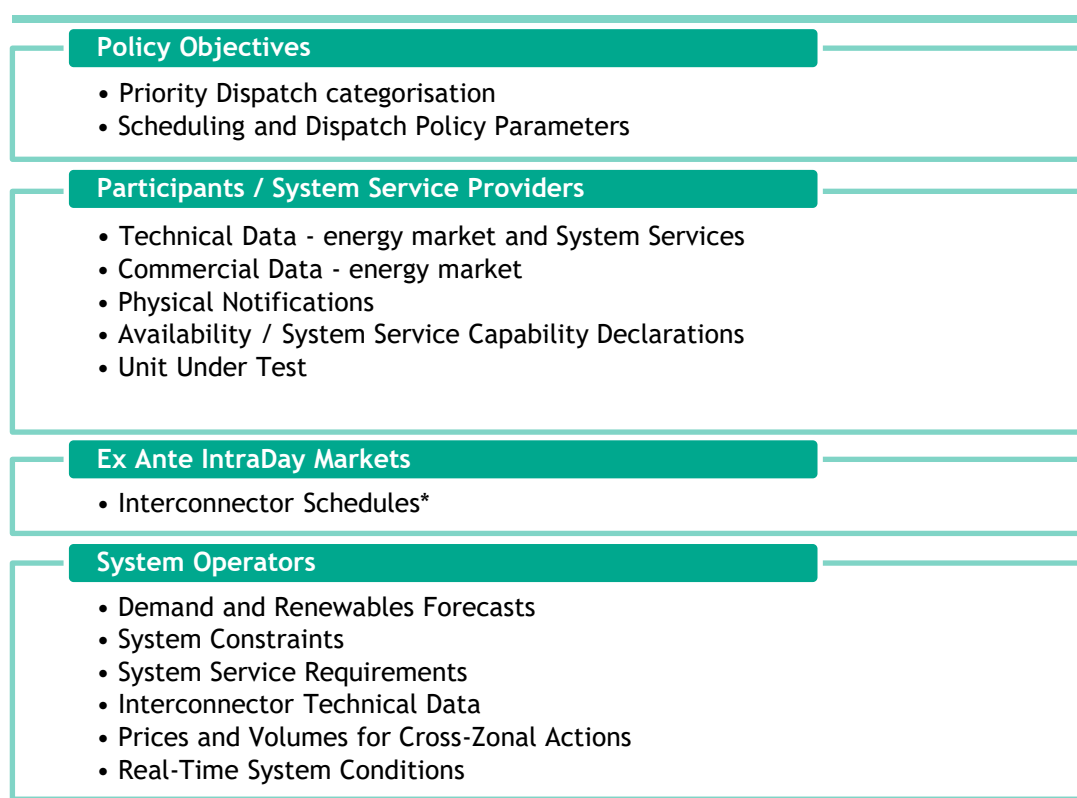 Policy Objectives
• Priority Dispatch categorisation
• Scheduling and Dispatch Policy Parameters
Participants / System Service Providers
• Technical Data - energy market and System Services
• Commercial Data - energy market
• Physical Notifications
• Availability / System Service Capability Declarations
• Unit Under Test
Ex Ante IntraDay Markets
• Interconnector Schedules*
System Operators
• Demand and Renewables Forecasts
• System Constraints
• System Service Requirements
• Interconnector Technical Data
• Prices and Volumes for Cross-Zonal Actions
• Real-Time System Conditions